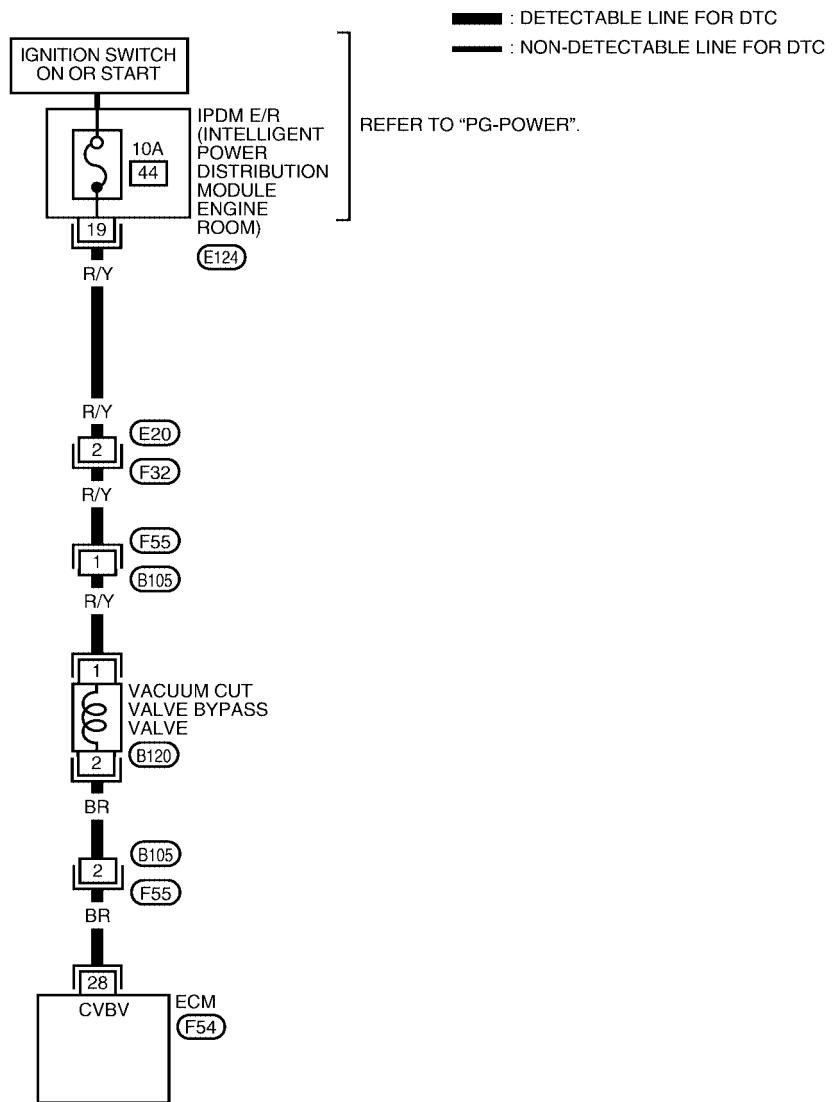 : DETECTABLE LINE FOR DTC
: NON-DETECTABLE LINE FOR DTC
IGNITION SWITCH
ON OR START
IPDM E/R
(INTELLIGENT
POWER
DISTRIBUTION
MODULE
ENGINE
ROOM)
REFER TO “PG-POWER”.
10A
44
19
E124
R/Y
R/Y
E20
2
F32
R/Y
F55
1
B105
R/Y
1
VACUUM CUT
VALVE BYPASS
VALVE
2
B120
BR
B105
2
F55
BR
28
CVBV
ECM
F54